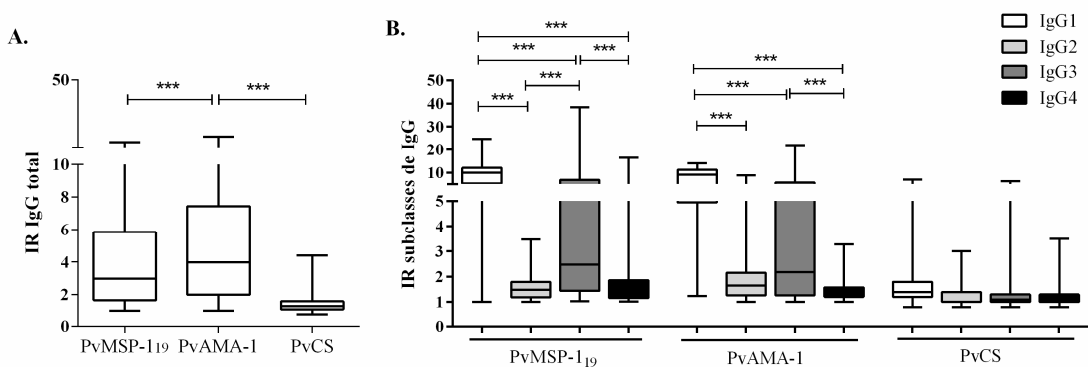 A.
50
10
8
6
4
2
0
IR IgG total
*** ***
PvMSP-1₁₉ PvAMA-1 PvCS
B.
50
40
30
20
10
5
4
3
2
1
0
IR subclasses de IgG
***
*** ***
***
***
***
*** ***
***
PvMSP-1₁₉ PvAMA-1 PvCS
IgG1
IgG2
IgG3
IgG4